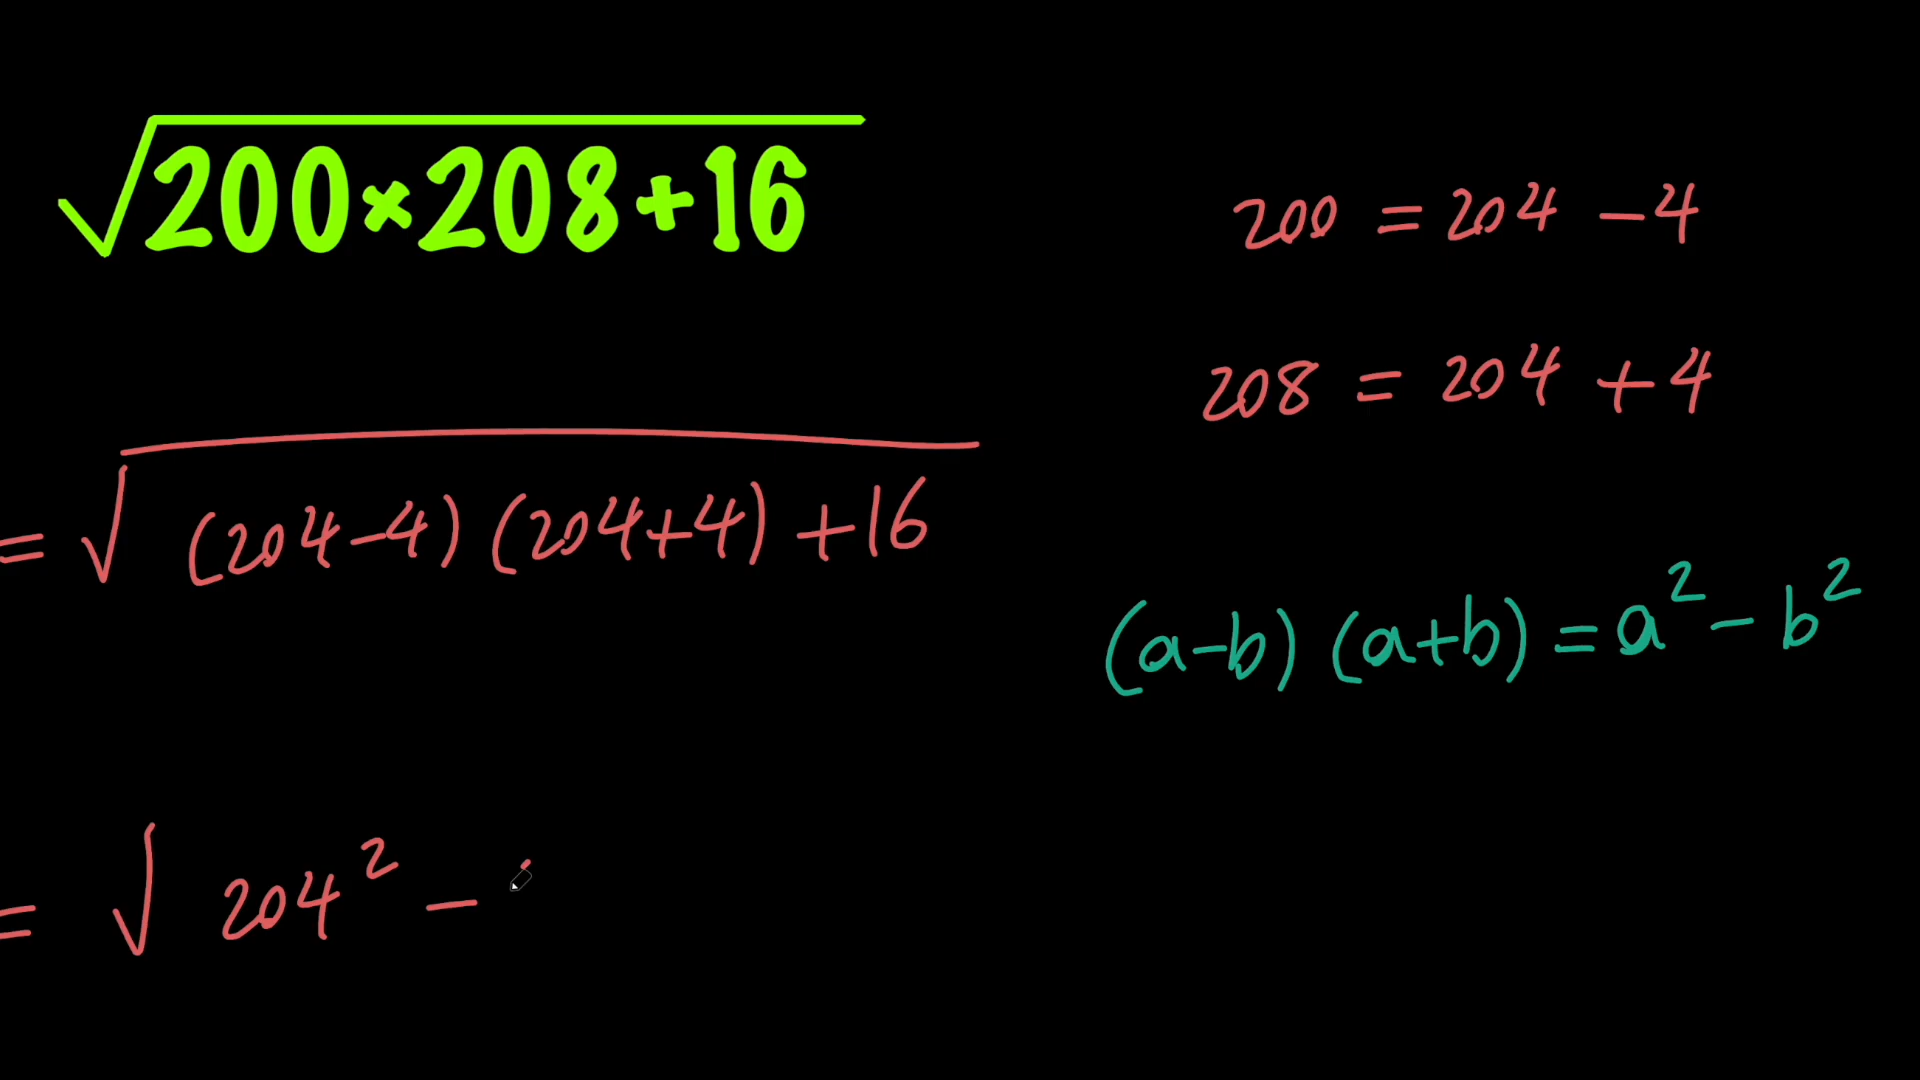 √200×208+16
200 = 204 - 4
208 = 204 + 4
= √(204-4) (204+4) +16
(a-b) (a+b) = a² - b²
= √204² -